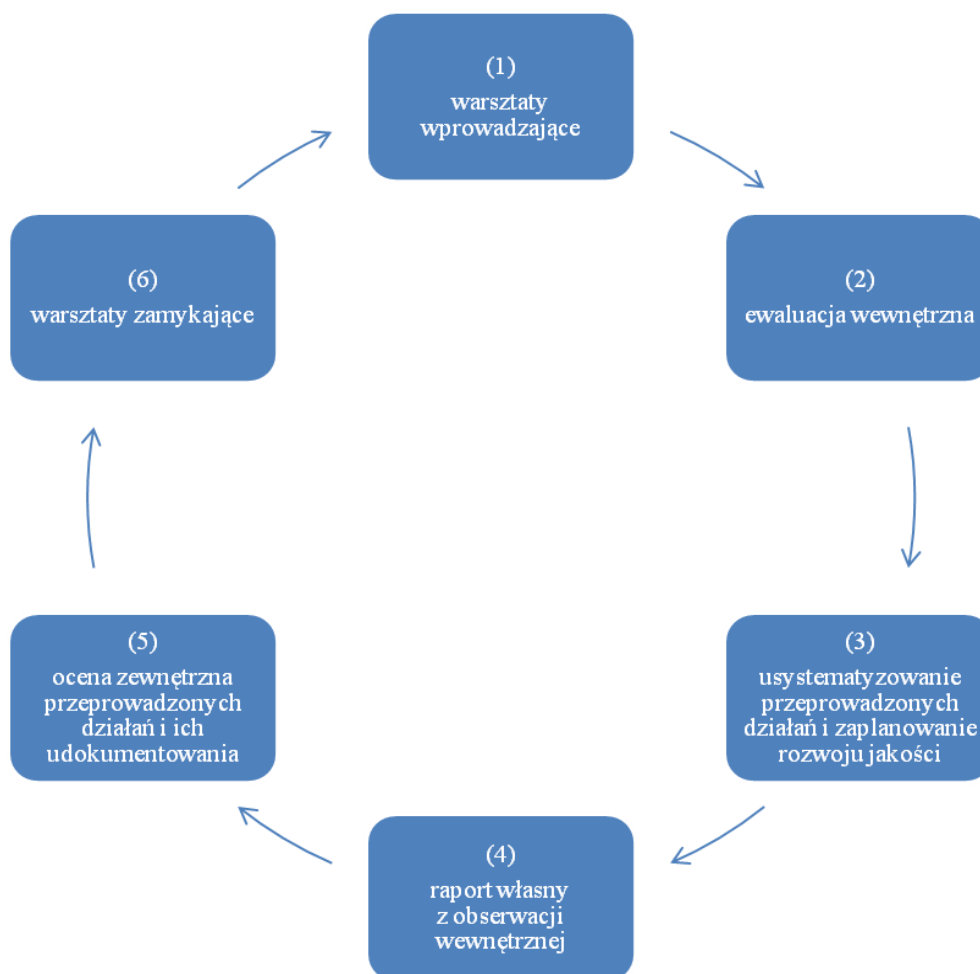 (1)
warsztaty
wprowadzające
(2)
ewaluacja wewnętrzna
(3)
usystematyzowanie
przeprowadzonych
działań i zaplanowanie
rozwoju jakości
(4)
raport własny
z obserwacji
wewnętrznej
(5)
ocena zewnętrzna
przeprowadzonych
działań i ich
udokumentowania
(6)
warsztaty zamykające